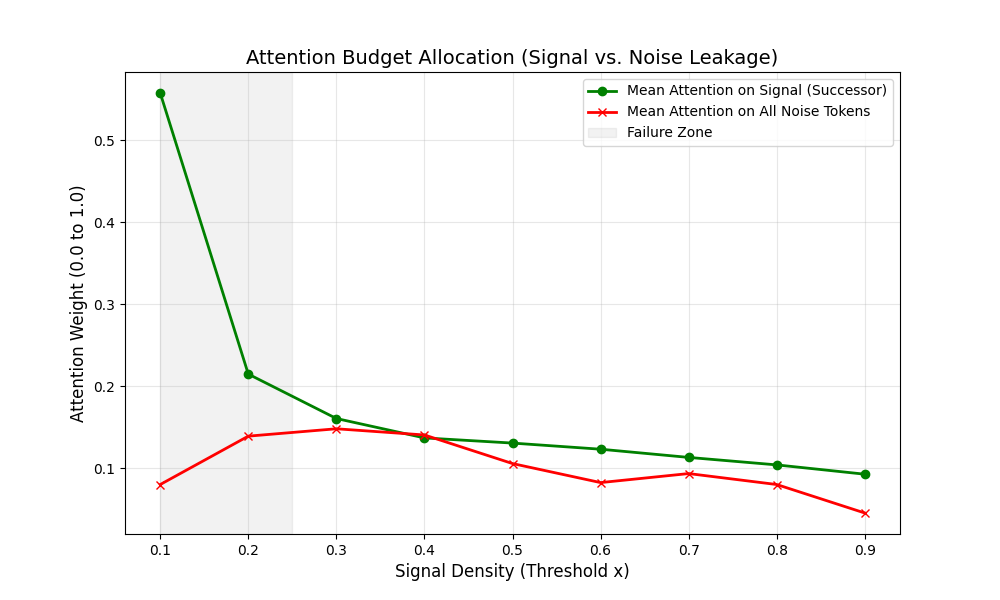 Attention Budget Allocation (Signal vs. Noise Leakage)
Mean Attention on Signal (Successor)
Mean Attention on All Noise Tokens
Failure Zone
Attention Weight (0.0 to 1.0)
0.5
0.4
0.3
0.2
0.1
0.1 0.2 0.3 0.4 0.5 0.6 0.7 0.8 0.9
Signal Density (Threshold x)